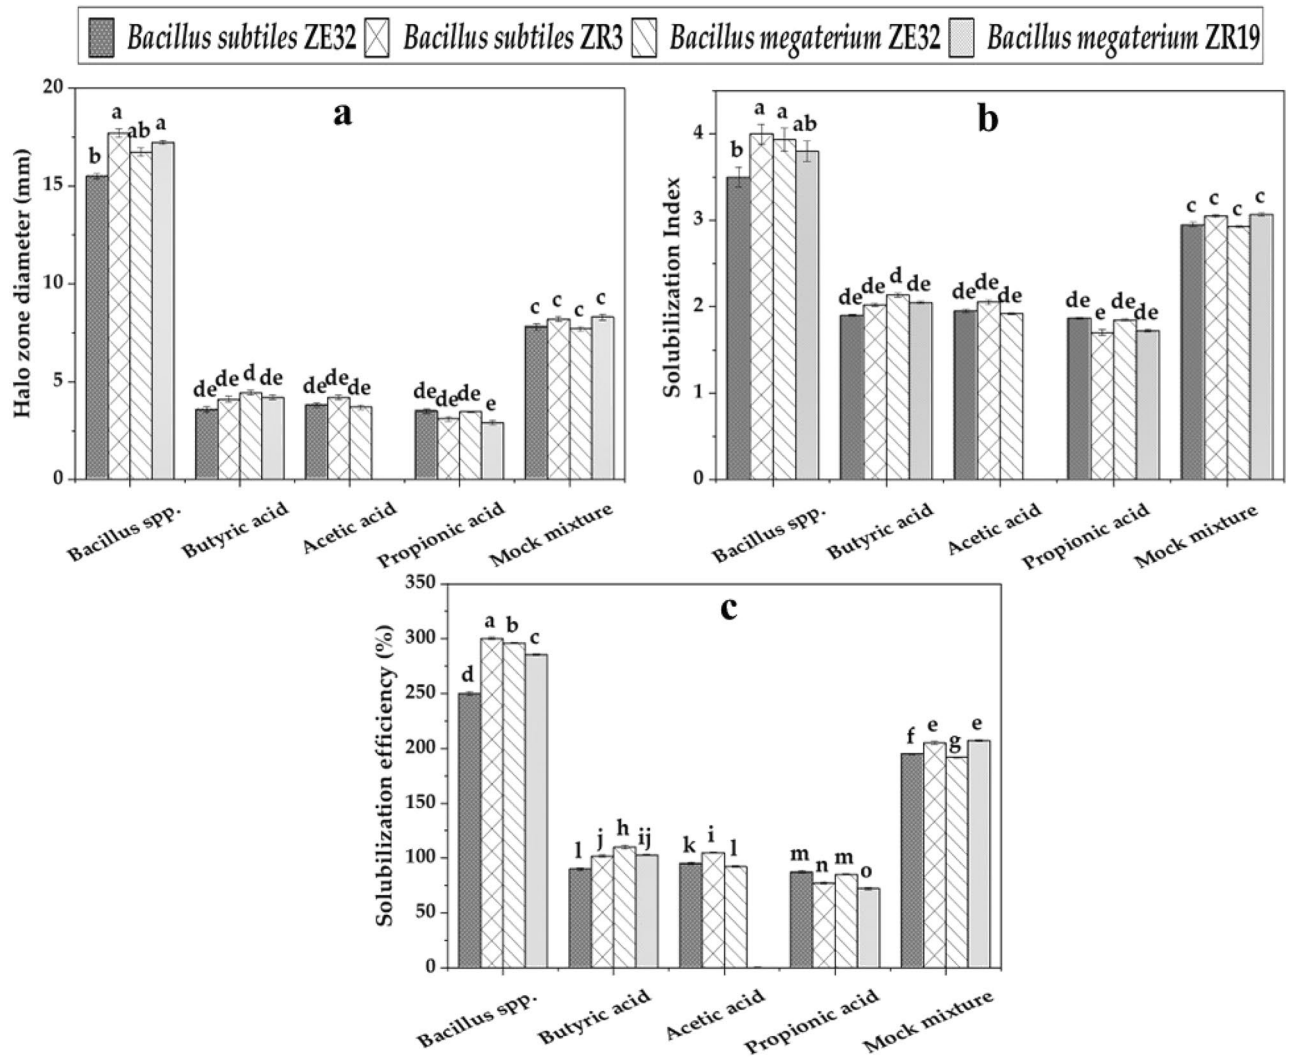 Bacillus subtiles ZE32 Bacillus subtiles ZR3 Bacillus megaterium ZE32 Bacillus megaterium ZR19
a
Halo zone diameter (mm)
20
15
10
5
0
b a ab a
de de d de
de de de
de de de e
c c c c
Bacillus spp. Butyric acid Acetic acid Propionic acid Mock mixture
b
Solubilization Index
4
3
2
1
0
b a a ab
de de d de
de de de
de e de de
c c c c
Bacillus spp. Butyric acid Acetic acid Propionic acid Mock mixture
c
Solubilization efficiency (%)
350
300
250
200
150
100
50
0
d a b c
l j h ij
k i l
m n m o
f e g e
Bacillus spp. Butyric acid Acetic acid Propionic acid Mock mixture